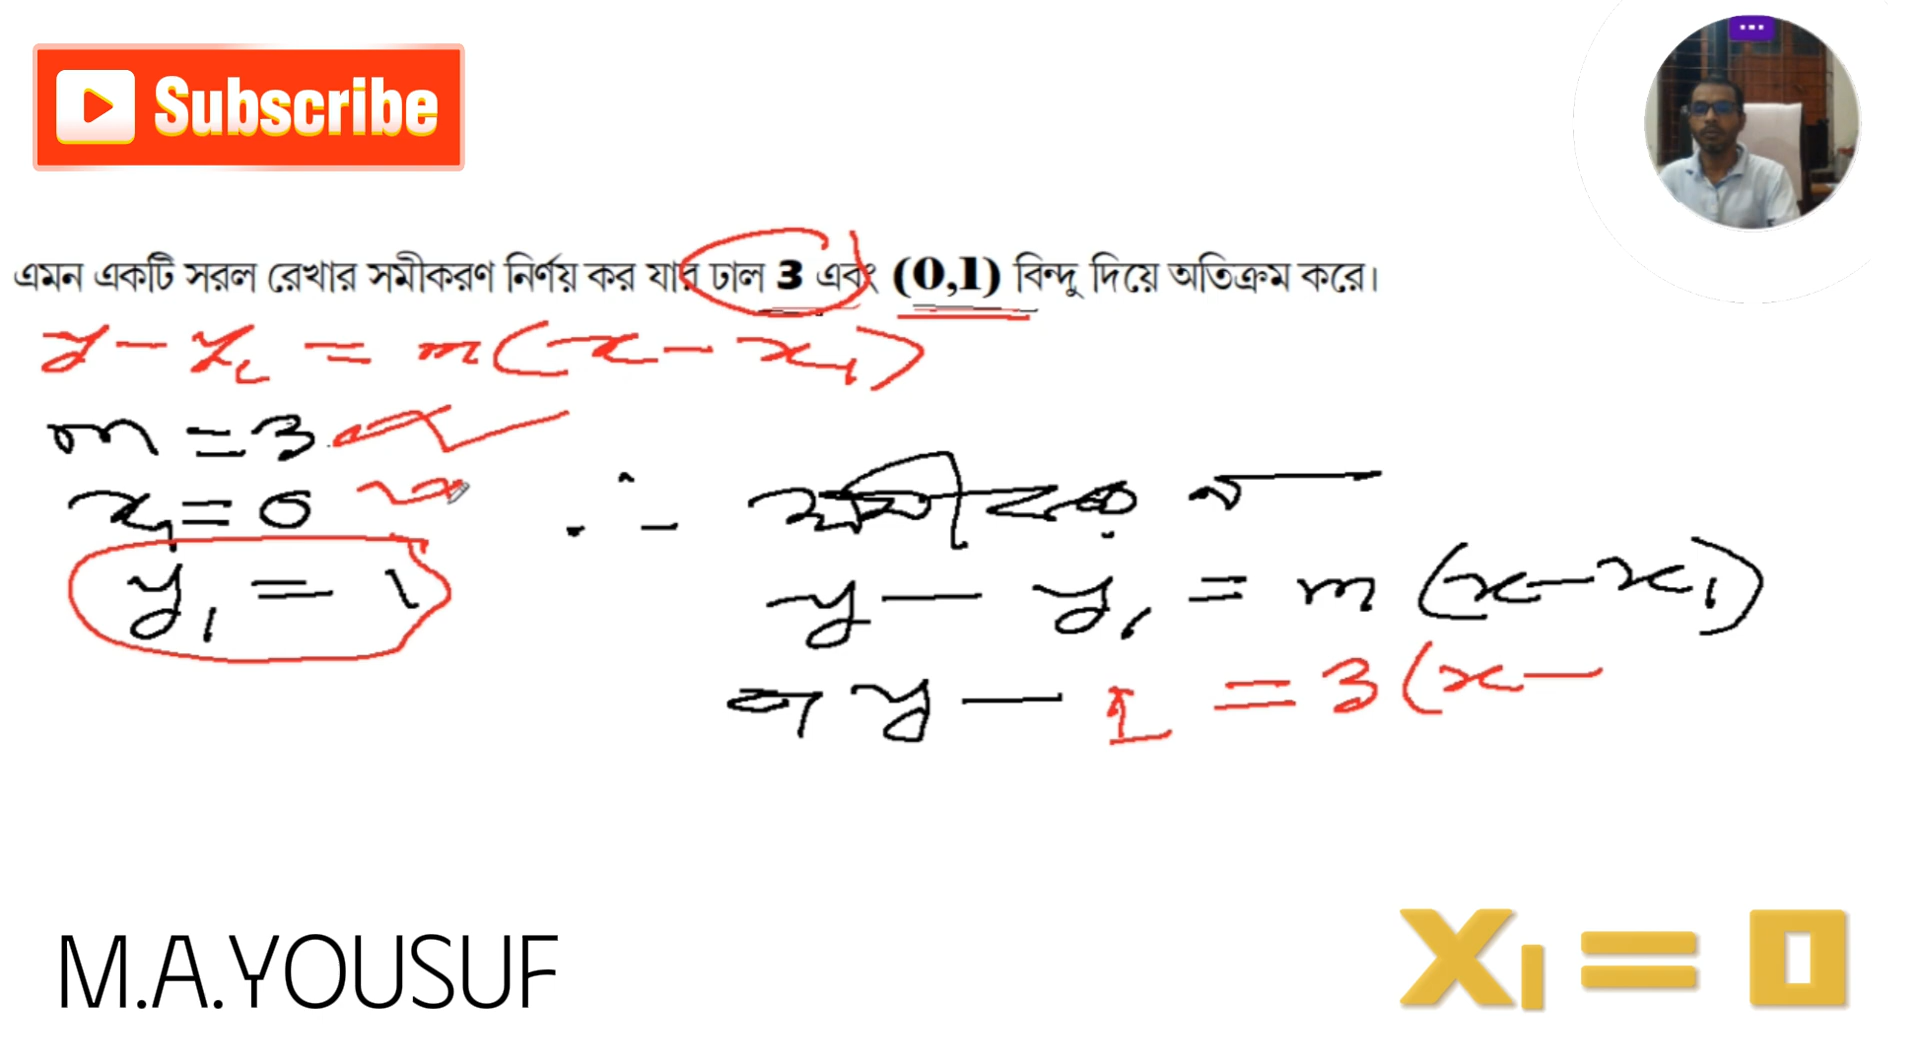 Subscribe
এমন একটি সরল রেখার সমীকরণ নির্ণয় কর যার ঢাল 3 এবং (0,1) বিন্দু দিয়ে অতিক্রম করে।
y - y₁ = m(x - x₁)
m = 3
x₁ = 0
y₁ = 1
∴ সমীকরণ
y - y₁ = m(x - x₁)
বা y - 1 = 3(x -
M.A.YOUSUF
X₁ = 0